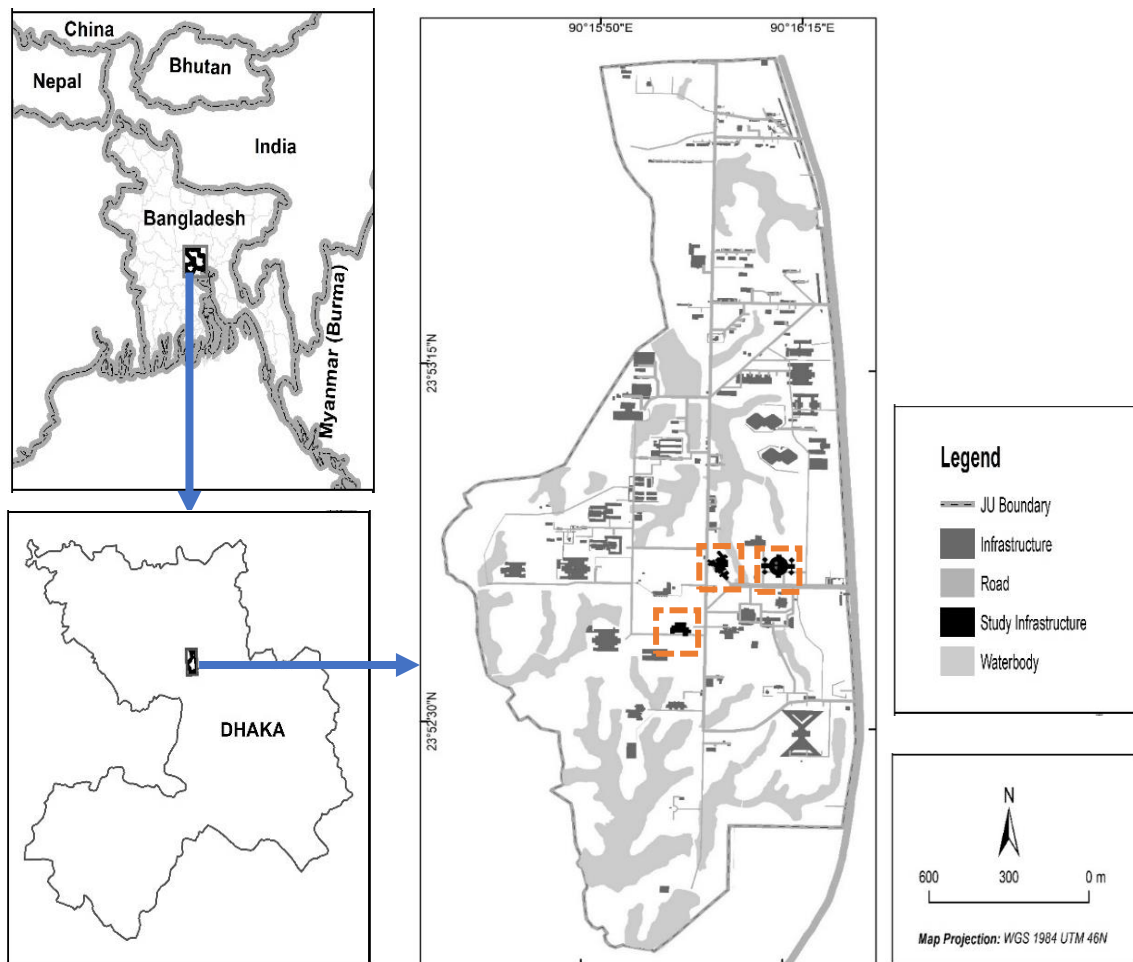 China
Nepal
Bhutan
India
Bangladesh
Myanmar (Burma)
DHAKA
90°15'50"E
90°16'15"E
23°53'15"N
23°52'30"N
Legend
JU Boundary
Infrastructure
Road
Study Infrastructure
Waterbody
N
600 300 0 m
Map Projection: WGS 1984 UTM 46N